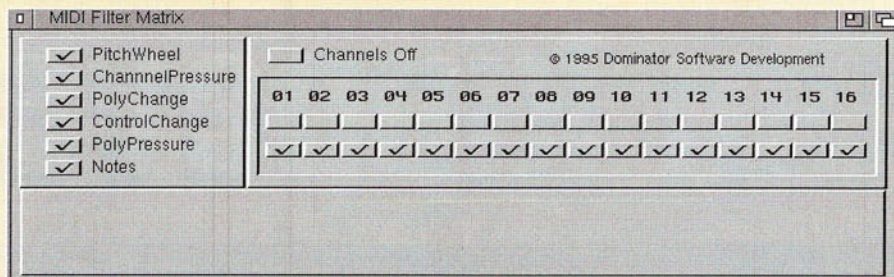 MIDI Filter Matrix
PitchWheel
ChannnelPressure
PolyChange
ControlChange
PolyPressure
Notes
Channels Off
© 1995 Dominator Software Development
01 02 03 04 05 06 07 08 09 10 11 12 13 14 15 16